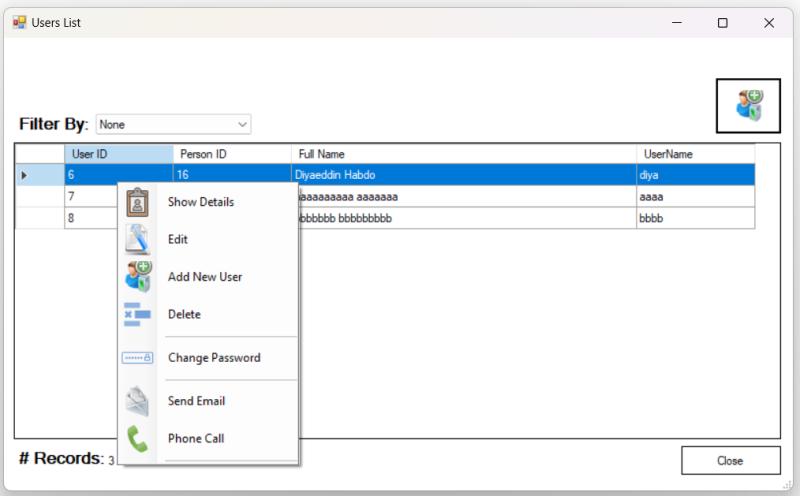 Users List
Filter By: None
User ID Person ID Full Name UserName
6 16 Diyaeddin Habdo diya
7 aaaaaaaaa aaaaaaa aaaa
8 bbbbbb bbbbbbbbb bbbb
Show Details
Edit
Add New User
Delete
Change Password
Send Email
Phone Call
# Records: 3
Close